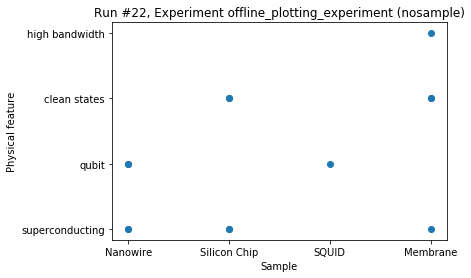 Run #22, Experiment offline_plotting_experiment (nosample)
high bandwidth
clean states
qubit
superconducting
Physical feature
Nanowire
Silicon Chip
SQUID
Membrane
Sample